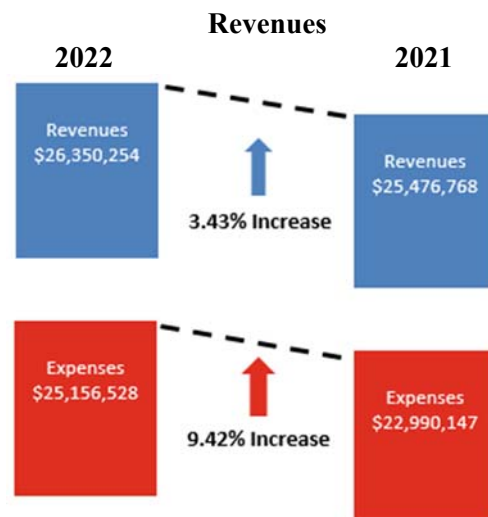 Revenues
2022
2021
Revenues
$26,350,254
Revenues
$25,476,768
3.43% Increase
Expenses
$25,156,528
Expenses
$22,990,147
9.42% Increase